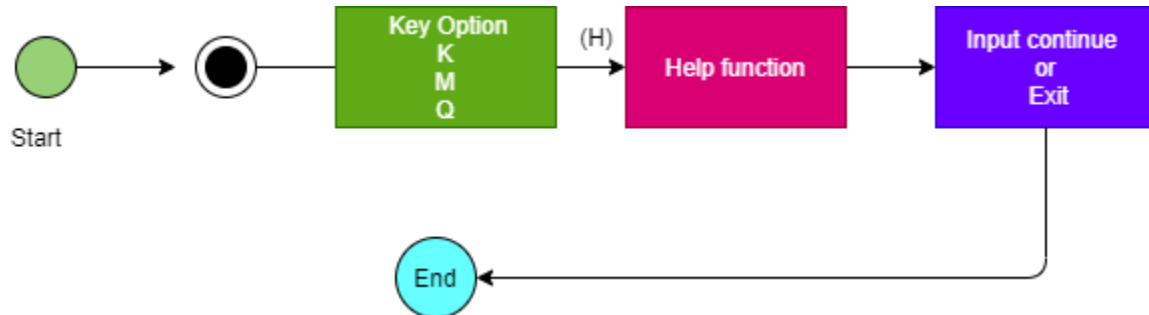 Start
Key Option
K
M
Q
(H)
Help function
Input continue
or
Exit
End